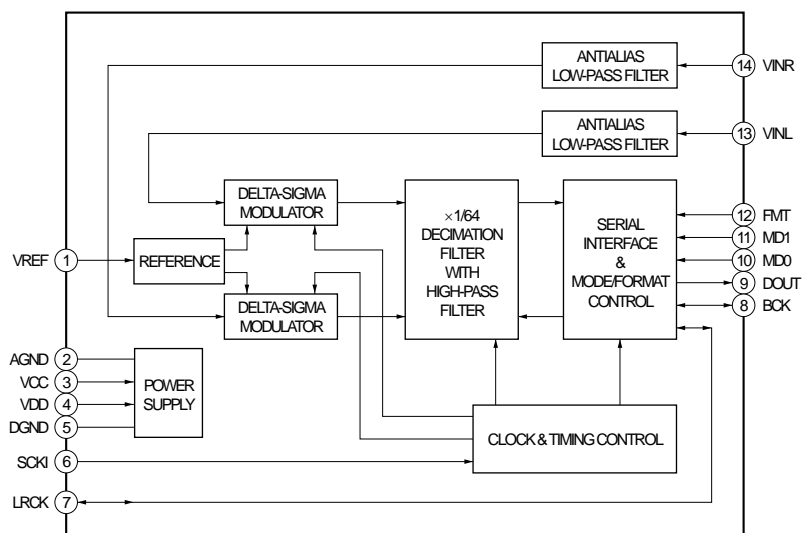 ANTIALIAS
LOW-PASS FILTER
14 VINR
ANTIALIAS
LOW-PASS FILTER
13 VINL
DELTA-SIGMA
MODULATOR
×1/64
DECIMATION
FILTER
WITH
HIGH-PASS
FILTER
SERIAL
INTERFACE
&
MODE/FORMAT
CONTROL
12 FMT
11 MD1
10 MD0
9 DOUT
8 BCK
VREF 1
REFERENCE
DELTA-SIGMA
MODULATOR
AGND 2
VCC 3
VDD 4
DGND 5
POWER
SUPPLY
CLOCK & TIMING CONTROL
SCKI 6
LRCK 7